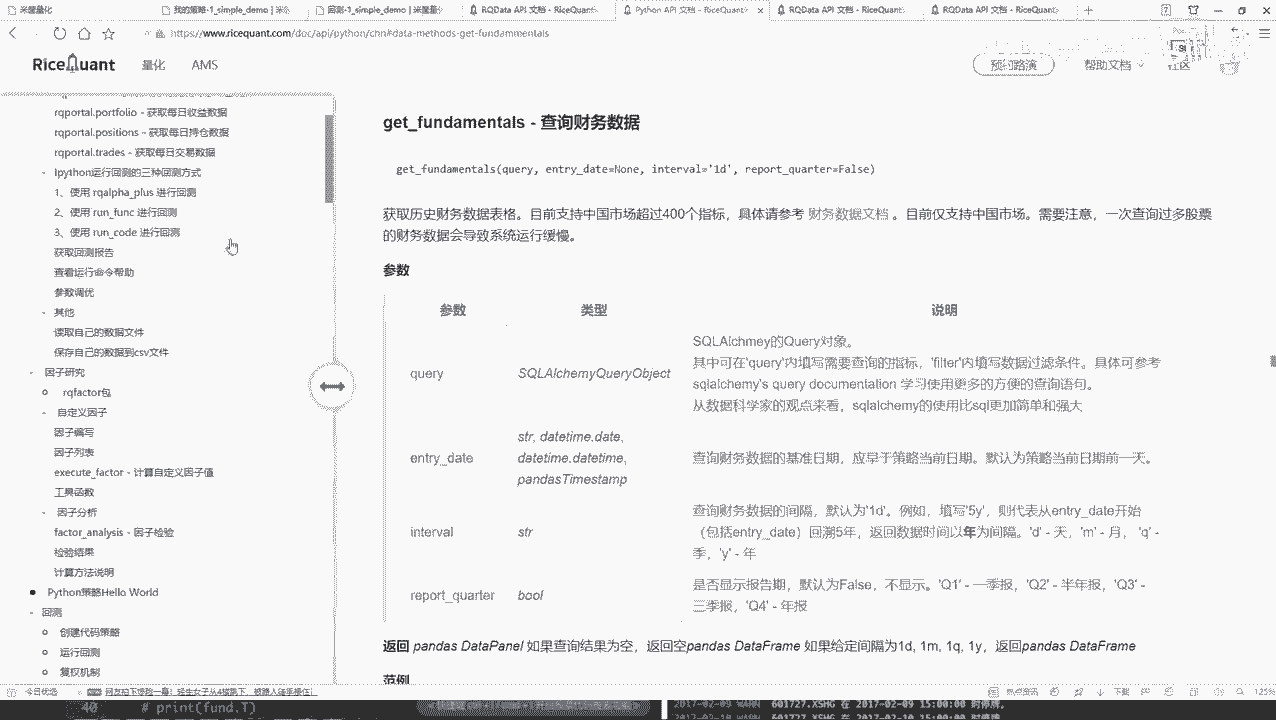 米筐量化
我的策略-1_simple_demo | 米筐
回测-1_simple_demo | 米筐量化
RQData API 文档 - RiceQuant
Python API 文档 - RiceQuant
RQData API 文档 - RiceQuant
RQData API 文档 - RiceQuant
https://www.ricequant.com/doc/api/python/chn#data-methods-get-fundammentals
RiceQuant
量化
AMS
预约路演
帮助文档
rqportal.portfolio - 获取每日收益数据
rqportal.positions - 获取每日持仓数据
rqportal.trades - 获取每日交易数据
Ipython运行回测的三种回测方式
1、使用 rqalpha_plus 进行回测
2、使用 run_func 进行回测
3、使用 run_code 进行回测
获取回测报告
查看运行命令帮助
参数调优
其他
读取自己的数据文件
保存自己的数据到csv文件
因子研究
rqfactor包
自定义因子
因子编写
因子列表
execute_factor - 计算自定义因子值
工具函数
因子分析
factor_analysis - 因子检验
检验结果
计算方法说明
Python策略Hello World
回测
创建代码策略
运行回测
复权机制
get_fundamentals - 查询财务数据
get_fundamentals(query, entry_date=None, interval='1d', report_quarter=False)
获取历史财务数据表格。目前支持中国市场超过400个指标，具体请参考 财务数据文档 。目前仅支持中国市场。需要注意，一次查询过多股票
的财务数据会导致系统运行缓慢。
参数
参数 类型 说明
query SQLAlchemyQueryObject
SQLAlchmey的Query对象。
其中可在'query'内填写需要查询的指标，'filter'内填写数据过滤条件。具体可参考
sqlalchemy's query documentation 学习使用更多的方便的查询语句。
从数据科学家的观点来看，sqlalchemy的使用比sql更加简单和强大
entry_date
str, datetime.date,
datetime.datetime,
pandasTimestamp
查询财务数据的基准日期，应早于策略当前日期。默认为策略当前日期前一天。
interval str
查询财务数据的间隔，默认为'1d'。例如，填写'5y'，则代表从entry_date开始
（包括entry_date）回溯5年，返回数据时间以年为间隔。'd' - 天，'m' - 月， 'q' -
季，'y' - 年
report_quarter bool
是否显示报告期，默认为False，不显示。'Q1' - 一季报，'Q2' - 半年报，'Q3' -
三季报，'Q4' - 年报
返回 pandas DataPanel 如果查询结果为空，返回空pandas DataFrame 如果给定间隔为1d, 1m, 1q, 1y，返回pandas DataFrame
范例
今日优选
热点资讯
下载
125%
40 # print(fund.T)
2017-02-09 WARN 601727.XSHG 在 2017-02-09 15:00:00 时停牌。